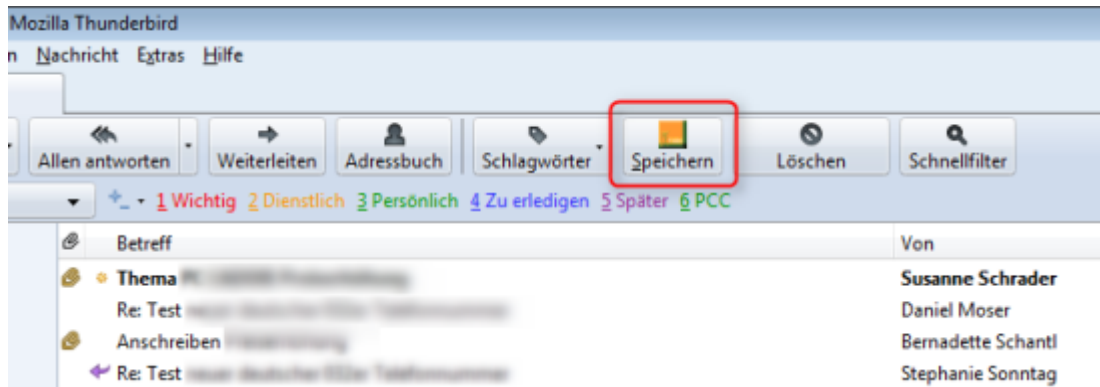 Mozilla Thunderbird
n Nachricht Extras Hilfe
Allen antworten Weiterleiten Adressbuch Schlagwörter Speichern Löschen Schnellfilter
1 Wichtig 2 Dienstlich 3 Persönlich 4 Zu erledigen 5 Später 6 PCC
Betreff Von
Thema Susanne Schrader
Re: Test Daniel Moser
Anschreiben Bernadette Schantl
Re: Test Stephanie Sonntag